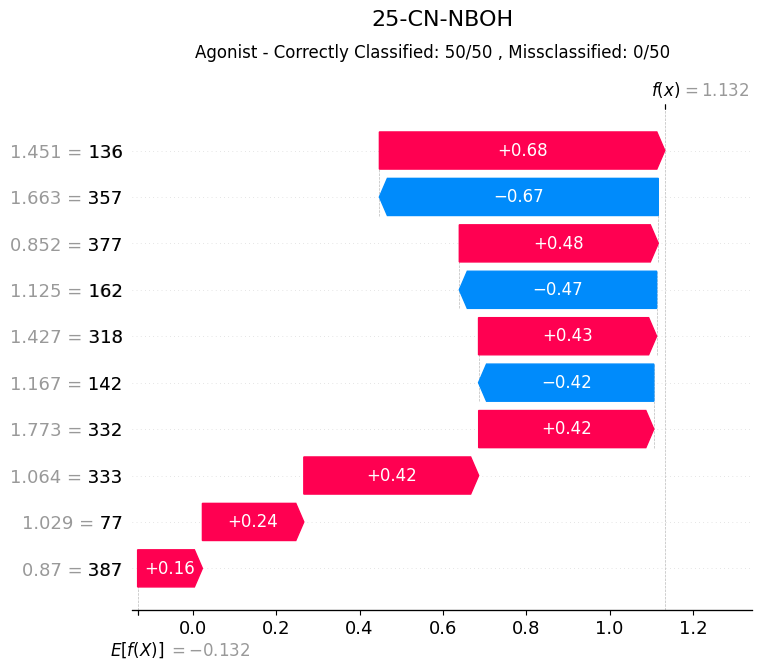 25-CN-NBOH
Agonist - Correctly Classified: 50/50 , Missclassified: 0/50
f(x) = 1.132
1.451 = 136 +0.68
1.663 = 357 −0.67
0.852 = 377 +0.48
1.125 = 162 −0.47
1.427 = 318 +0.43
1.167 = 142 −0.42
1.773 = 332 +0.42
1.064 = 333 +0.42
1.029 = 77 +0.24
0.87 = 387 +0.16
0.0 0.2 0.4 0.6 0.8 1.0 1.2
E[f(X)] = −0.132